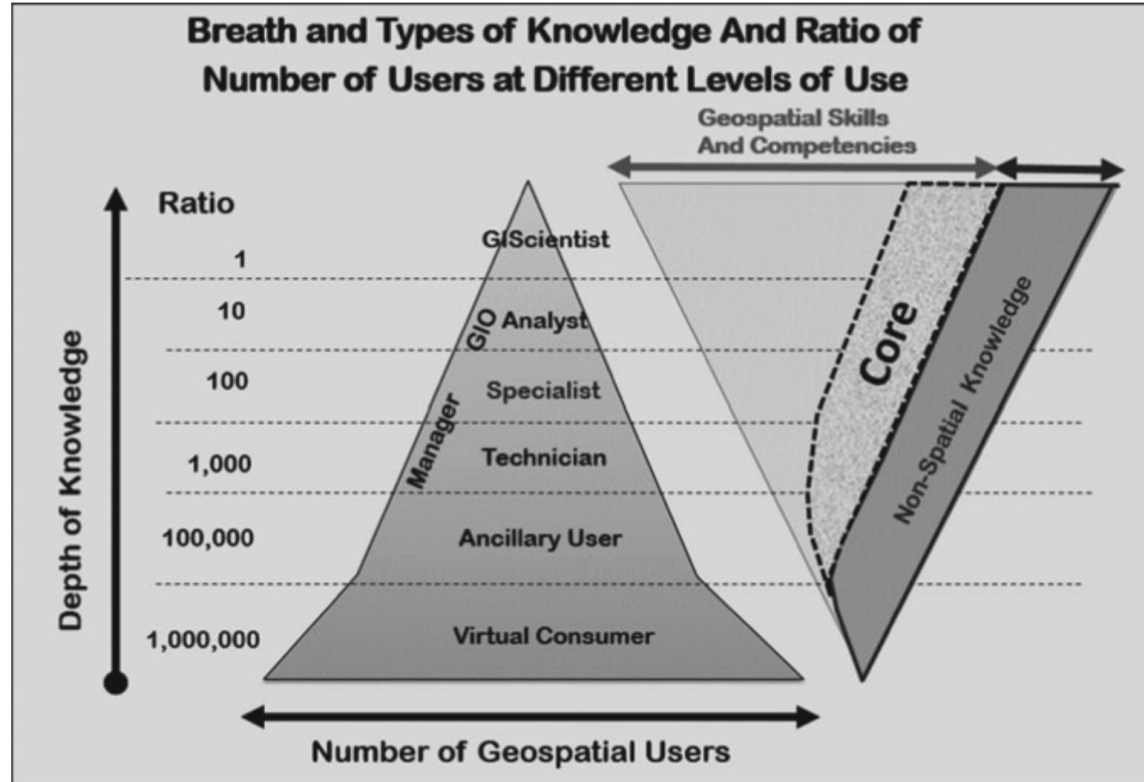 Breath and Types of Knowledge And Ratio of
Number of Users at Different Levels of Use
Geospatial Skills
And Competencies
Ratio
1
10
100
1,000
100,000
1,000,000
Depth of Knowledge
GIScientist
GIO
Analyst
Specialist
Manager
Technician
Ancillary User
Virtual Consumer
Core
Non-Spatial Knowledge
Number of Geospatial Users